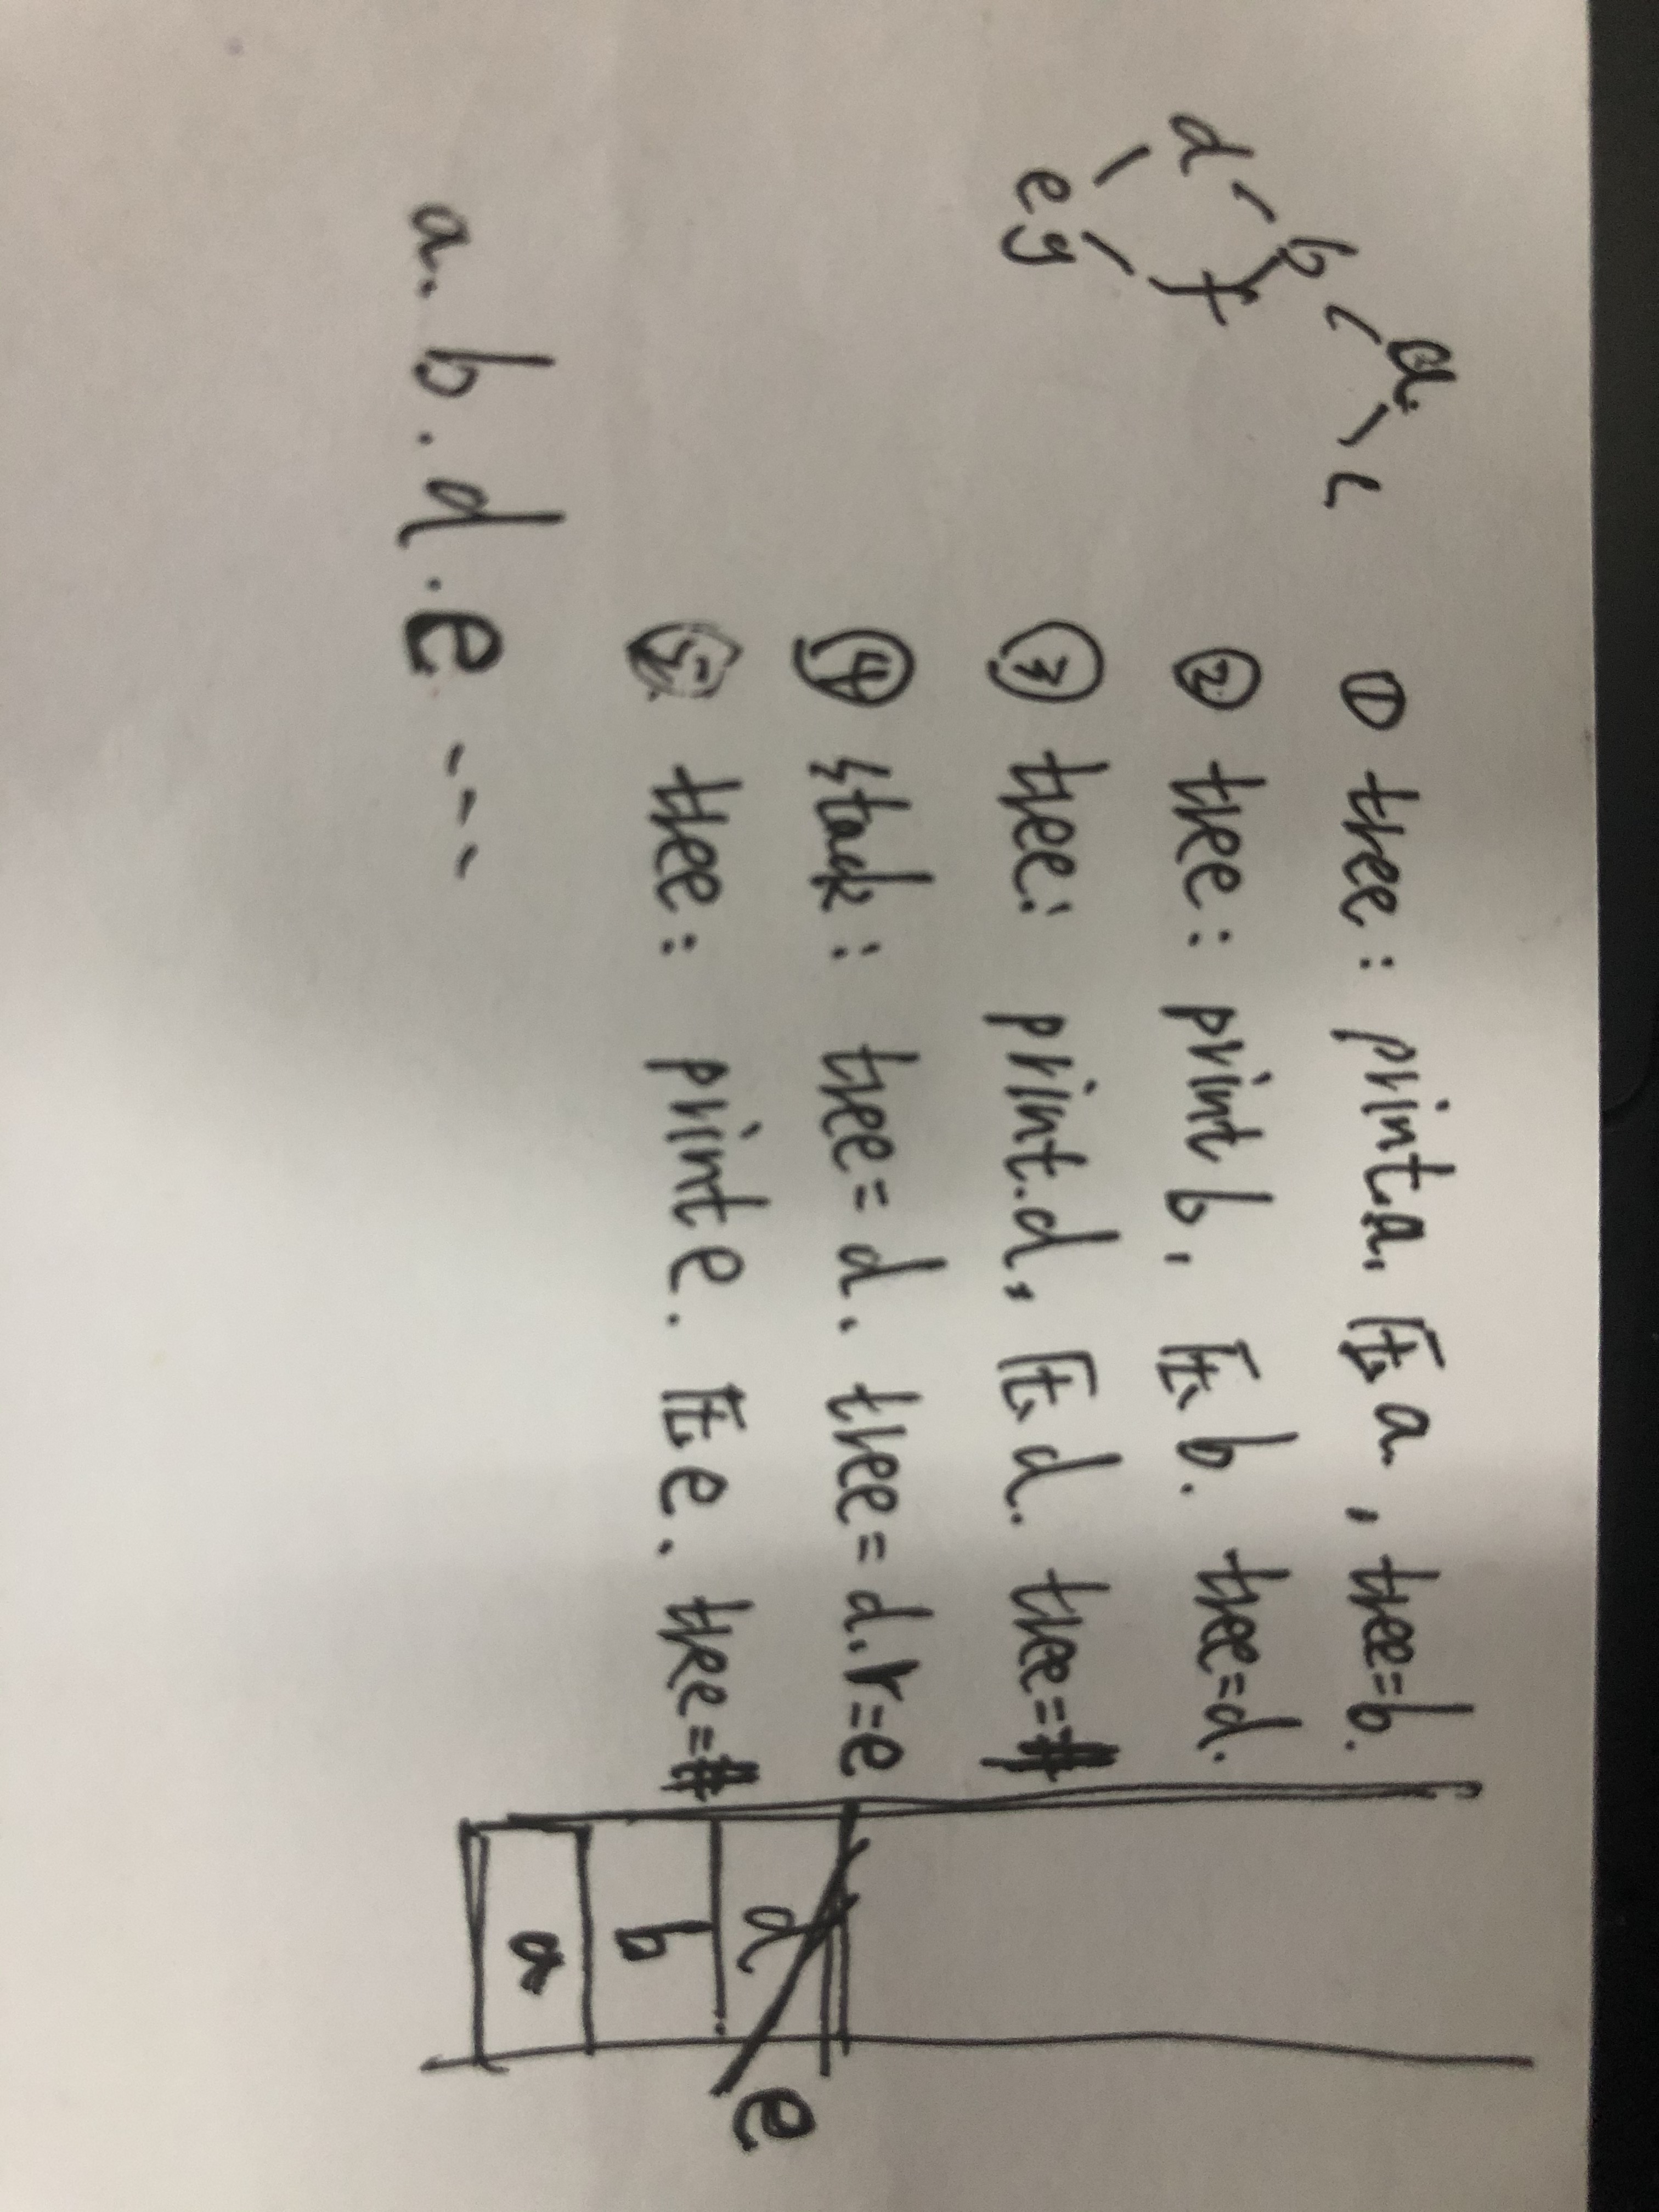 a
b c
d f
e g
① tree: print a. 压 a, tree=b.
② tree: print b, 压 b. tree=d.
③ tree: print.d, 压 d. tree=#
④ stack: tree=d. tree=d.r=e
⑤ tree: print e. 压 e. tree=#
d e
b
a
a. b. d. e ---